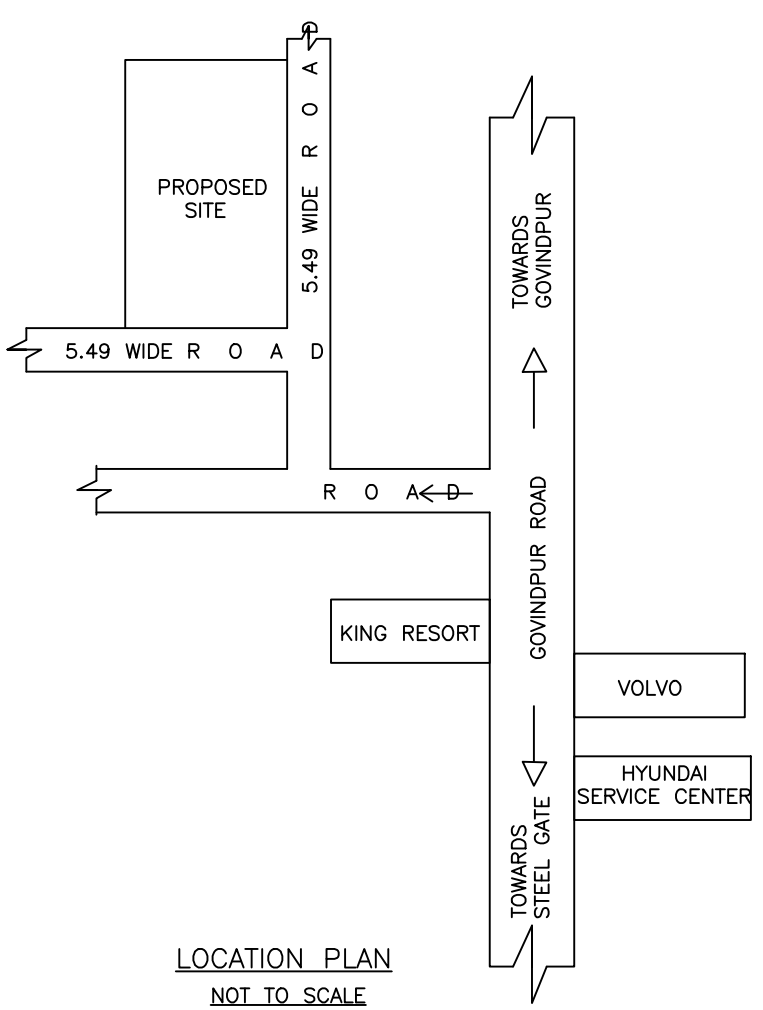 PROPOSED
SITE
5.49 WIDE R O A D
5.49 WIDE R O A D
TOWARDS
GOVINDPUR
R O A D
GOVINDPUR ROAD
KING RESORT
VOLVO
HYUNDAI
SERVICE CENTER
TOWARDS
STEEL GATE
LOCATION PLAN
NOT TO SCALE